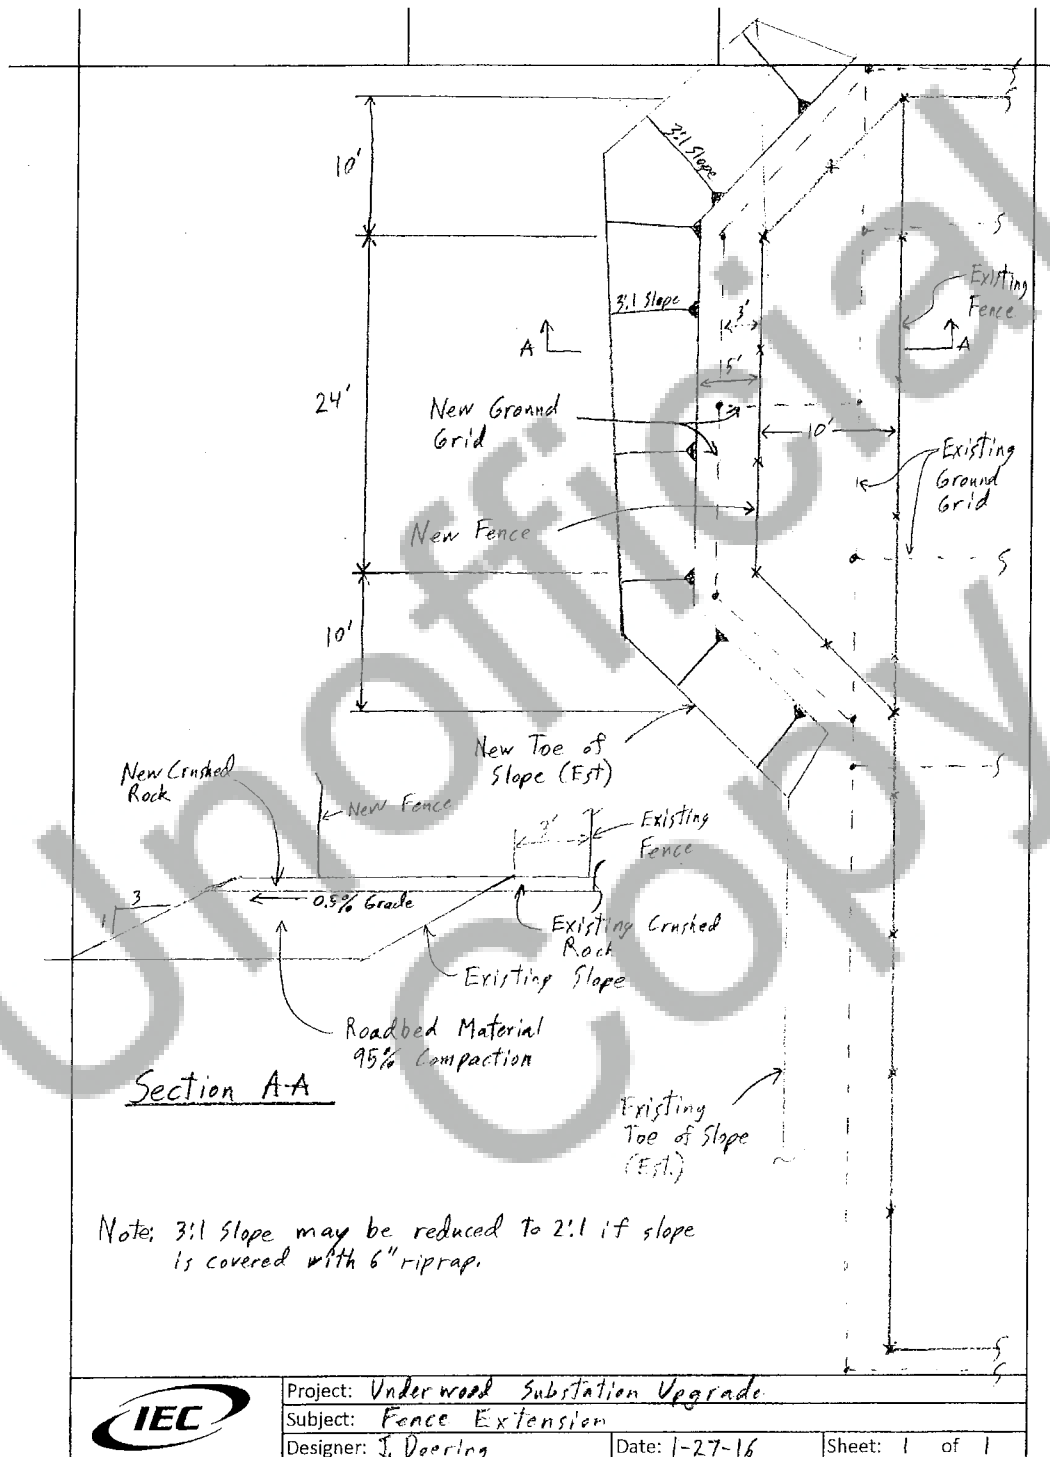 10'
3:1 Slope
3:1 Slope
Existing
Fence
A
3'
A
5'
24'
New Ground
Grid
10'
Existing
Ground
Grid
New Fence
10'
New Toe of
Slope (Est)
New Crushed
Rock
New Fence
Existing
Fence
3
1
0.5% Grade
Existing Crushed
Rock
Existing Slope
Roadbed Material
95% Compaction
Section A-A
Existing
Toe of Slope
(Est.)
Note: 3:1 Slope may be reduced to 2:1 if slope
is covered with 6" riprap.
IEC
Project: Underwood Substation Upgrade
Subject: Fence Extension
Designer: J. Doering
Date: 1-27-16
Sheet: 1 of 1
Unofficial
Copy